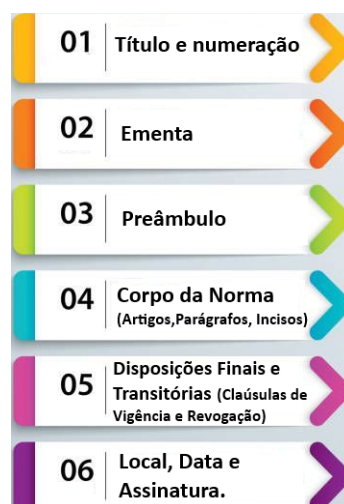 01 Título e numeração
02 Ementa
03 Preâmbulo
04 Corpo da Norma
(Artigos,Parágrafos, Incisos)
05 Disposições Finais e
Transitórias (Claúsulas de
Vigência e Revogação)
06 Local, Data e
Assinatura.